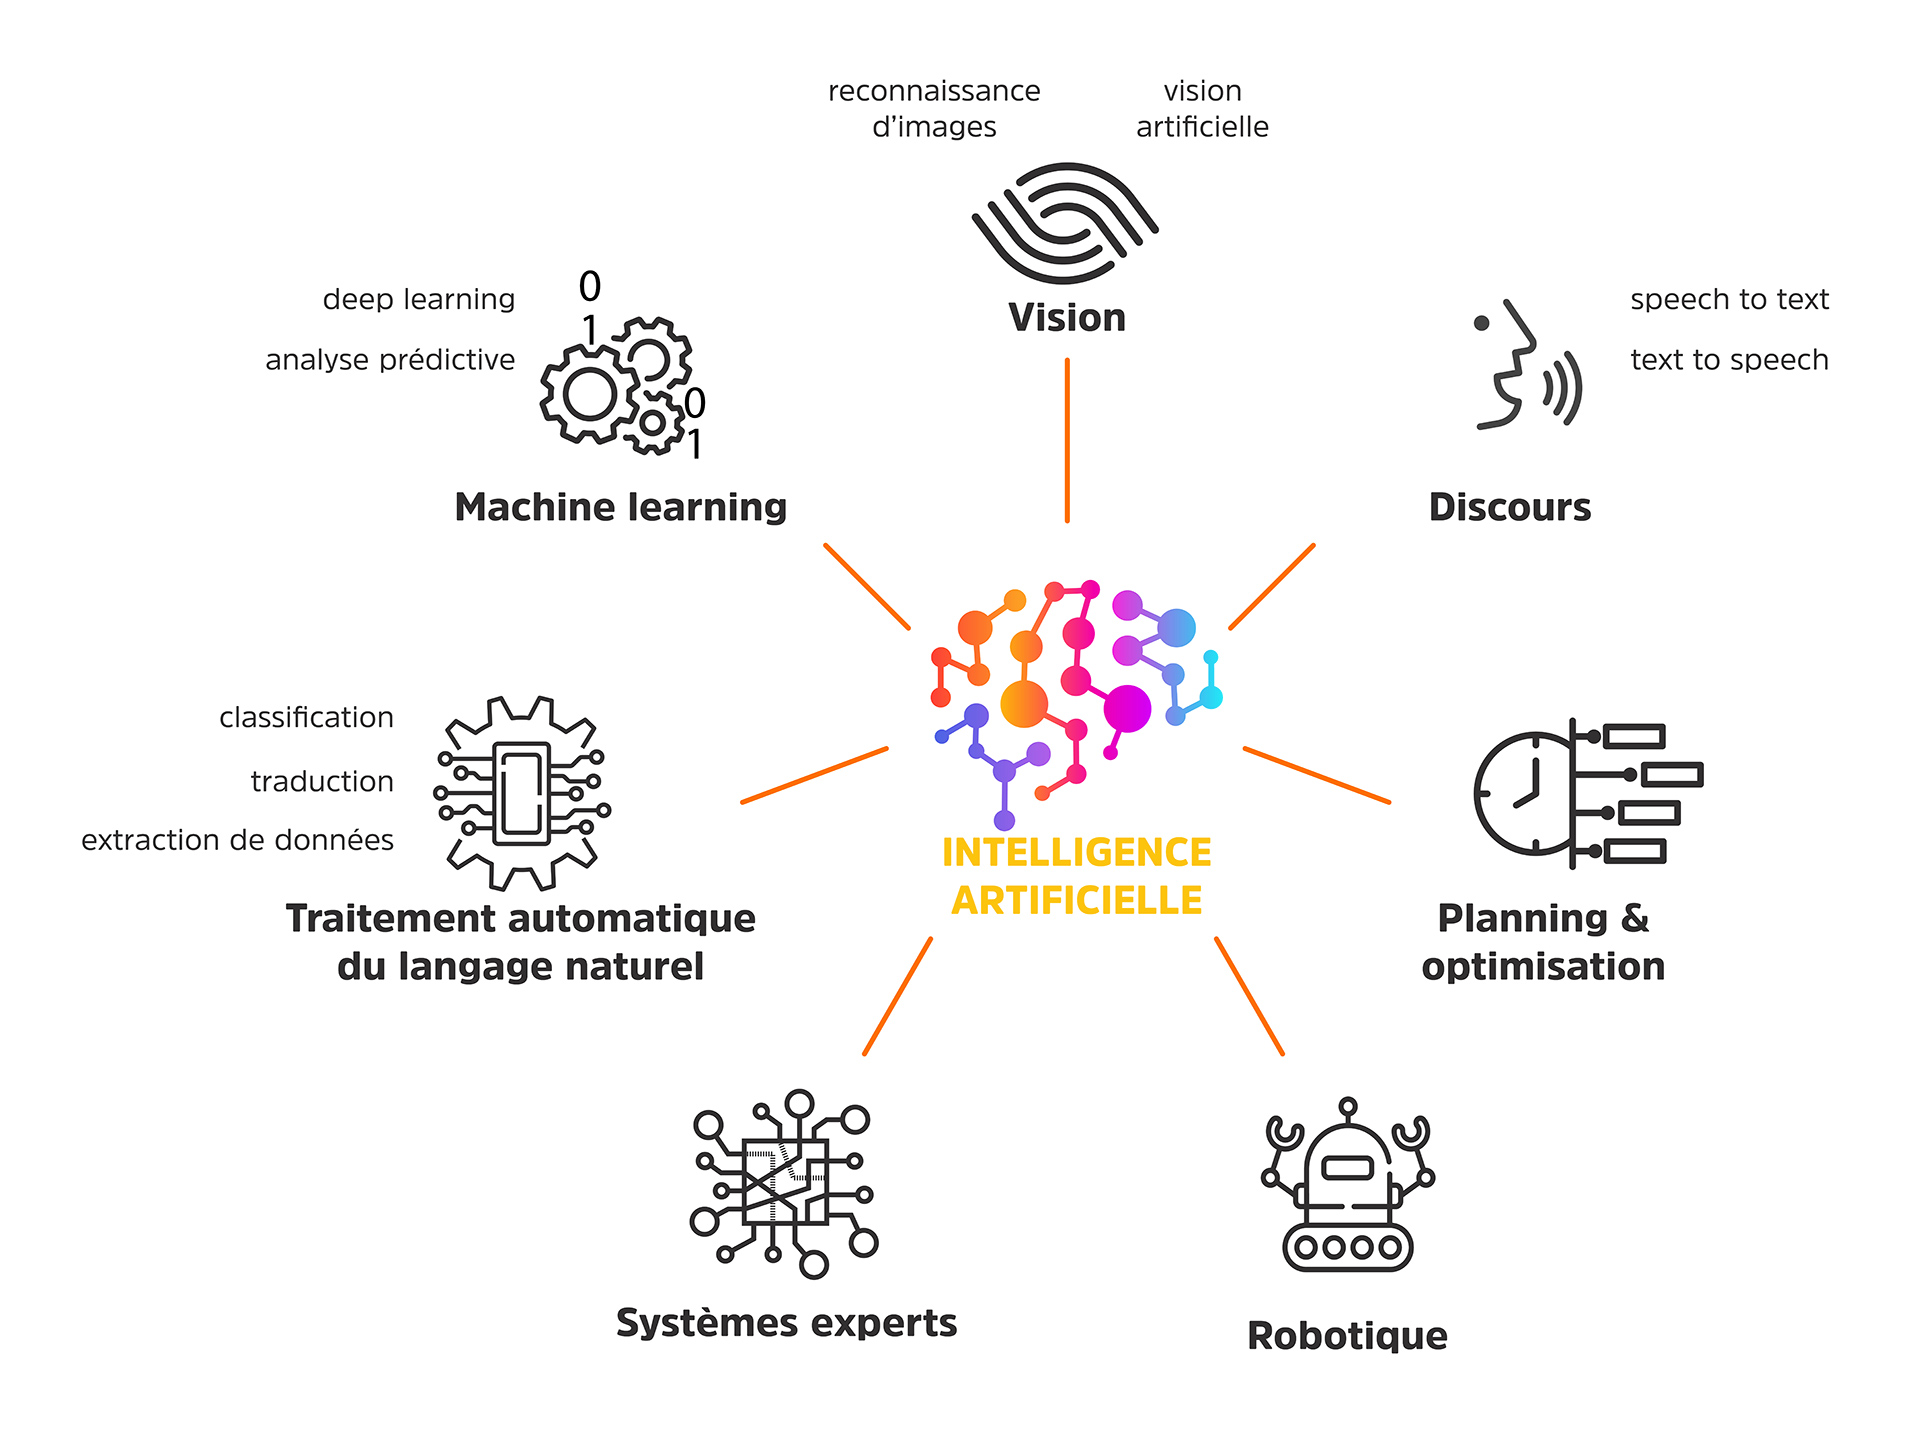 reconnaissance
d'images
vision
artificielle
Vision
deep learning
analyse prédictive
0
1
0
1
Machine learning
speech to text
text to speech
Discours
classification
traduction
extraction de données
Traitement automatique
du langage naturel
INTELLIGENCE
ARTIFICIELLE
Planning &
optimisation
Systèmes experts
Robotique